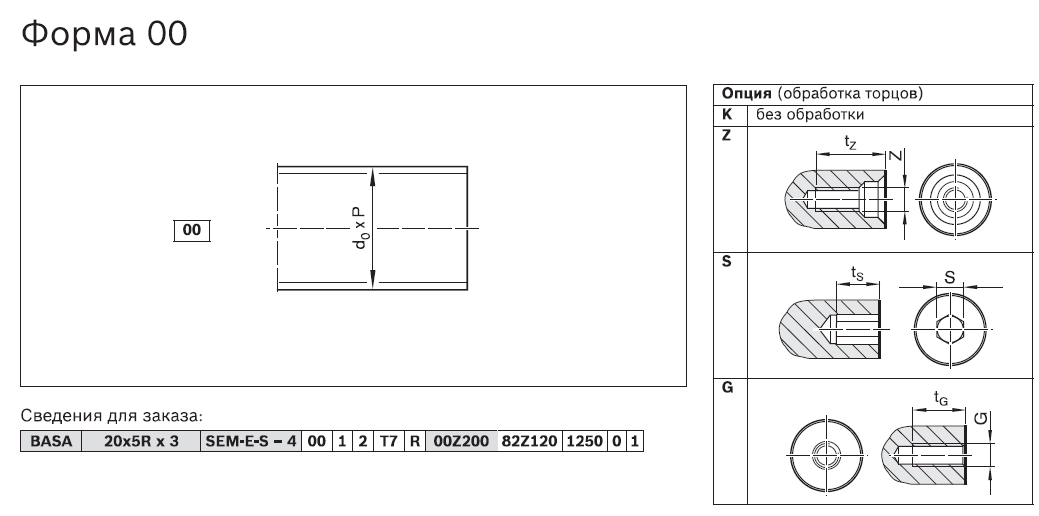 Форма 00
00
d0 x P
Сведения для заказа:
BASA 20x5R x 3 SEM-E-S – 4 00 1 2 T7 R 00Z200 82Z120 1250 0 1
Опция (обработка торцов)
K без обработки
Z
tZ
Z
S
tS
S
G
tG
G